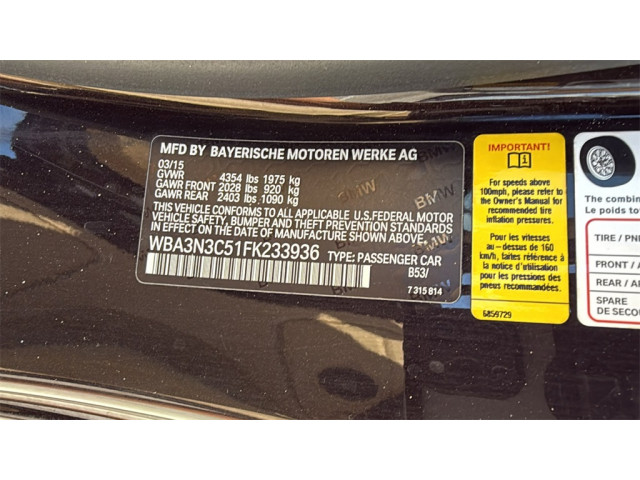 MFD BY BAYERISCHE MOTOREN WERKE AG
03/15
GVWR 4354 lbs 1975 kg
GAWR FRONT 2028 lbs 920 kg
GAWR REAR 2403 lbs 1090 kg
THIS VEHICLE CONFORMS TO ALL APPLICABLE U.S.FEDERAL MOTOR
VEHICLE SAFETY, BUMPER AND THEFT PREVENTION STANDARDS
IN EFFECT ON THE DATE OF MANUFACTURE SHOWN ABOVE.
WBA3N3C51FK233936 TYPE: PASSENGER CAR
B53/
7 315 814
IMPORTANT!
For speeds above
100mph, please refer to
the Owner's Manual for
recommended tire
inflation pressures.
Pour les vitesses
au-dessus de 160
km/h, faites référence à
la notice d'utilisation
pour les pneus
recommandées.
6859729
The combin
Le poids to
TIRE / PN
FRONT / A
REAR / AR
SPARE
DE SECOU